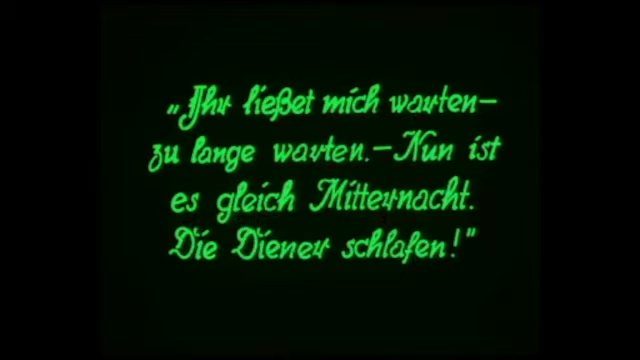 „Ihr ließet mich warten—
zu lange warten.—Nun ist
es gleich Mitternacht.
Die Diener schlafen!"